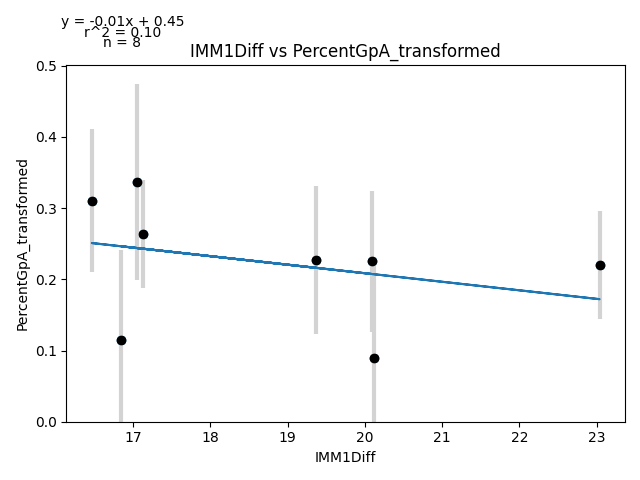 y = -0.01x + 0.45
r^2 = 0.10
n = 8
IMM1Diff vs PercentGpA_transformed
0.5
0.4
0.3
0.2
0.1
0.0
PercentGpA_transformed
17 18 19 20 21 22 23
IMM1Diff